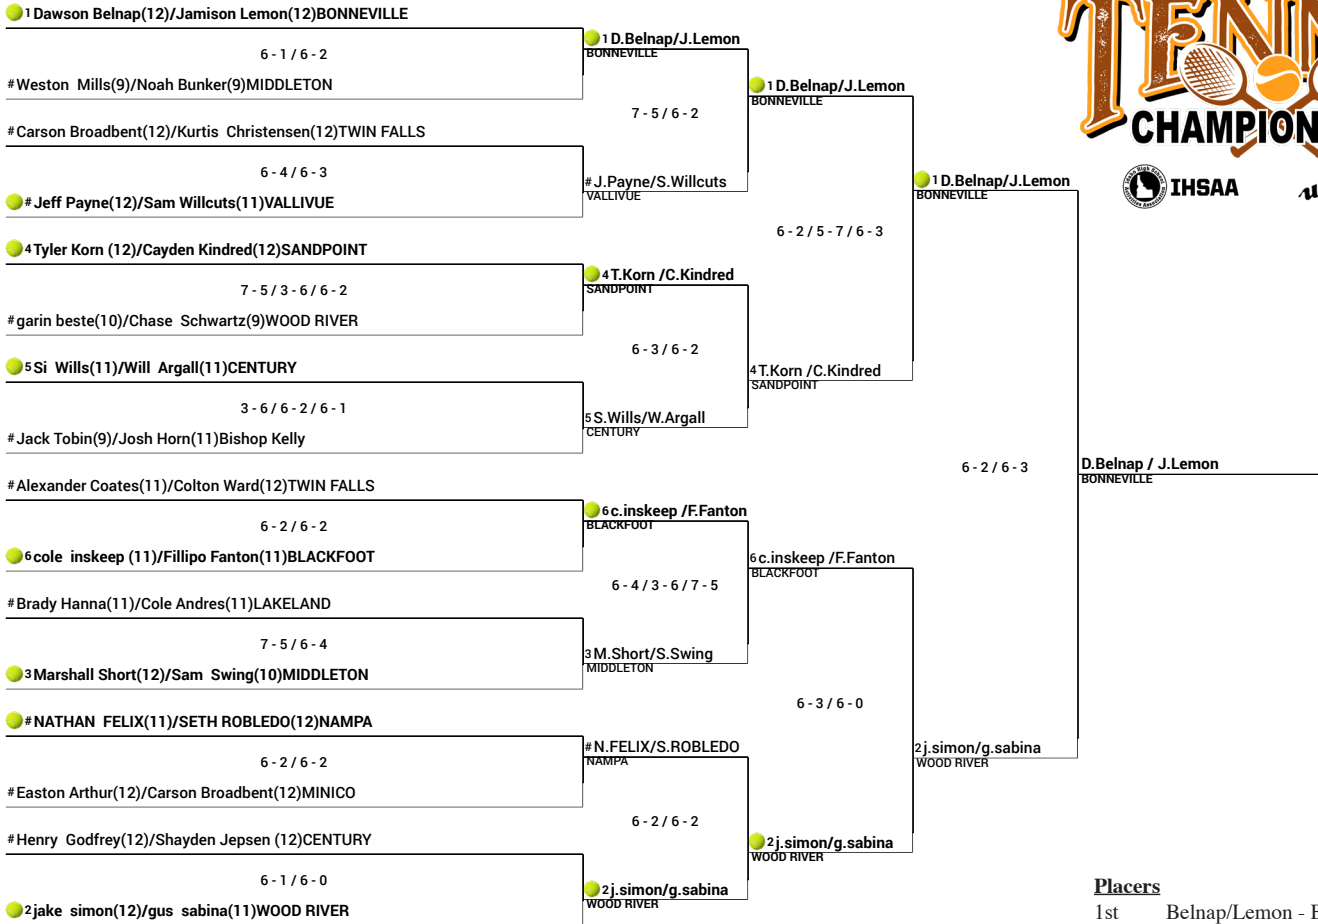 1 Dawson Belnap(12)/Jamison Lemon(12)BONNEVILLE
6 - 1 / 6 - 2
# Weston Mills(9)/Noah Bunker(9)MIDDLETON
# Carson Broadbent(12)/Kurtis Christensen(12)TWIN FALLS
6 - 4 / 6 - 3
# Jeff Payne(12)/Sam Willcuts(11)VALLIVUE
4 Tyler Korn (12)/Cayden Kindred(12)SANDPOINT
7 - 5 / 3 - 6 / 6 - 2
# garin beste(10)/Chase Schwartz(9)WOOD RIVER
5 Si Wills(11)/Will Argall(11)CENTURY
3 - 6 / 6 - 2 / 6 - 1
# Jack Tobin(9)/Josh Horn(11)Bishop Kelly
# Alexander Coates(11)/Colton Ward(12)TWIN FALLS
6 - 2 / 6 - 2
6 cole inskeep (11)/Fillipo Fanton(11)BLACKFOOT
# Brady Hanna(11)/Cole Andres(11)LAKELAND
7 - 5 / 6 - 4
3 Marshall Short(12)/Sam Swing(10)MIDDLETON
# NATHAN FELIX(11)/SETH ROBLEDO(12)NAMPA
6 - 2 / 6 - 2
# Easton Arthur(12)/Carson Broadbent(12)MINICO
# Henry Godfrey(12)/Shayden Jepsen (12)CENTURY
6 - 1 / 6 - 0
2 jake simon(12)/gus sabina(11)WOOD RIVER
1 D.Belnap/J.Lemon
BONNEVILLE
7 - 5 / 6 - 2
# J.Payne/S.Willcuts
VALLIVUE
4 T.Korn /C.Kindred
SANDPOINT
6 - 3 / 6 - 2
5 S.Wills/W.Argall
CENTURY
6 c.inskeep /F.Fanton
BLACKFOOT
6 - 4 / 3 - 6 / 7 - 5
3 M.Short/S.Swing
MIDDLETON
# N.FELIX/S.ROBLEDO
NAMPA
6 - 2 / 6 - 2
2 j.simon/g.sabina
WOOD RIVER
1 D.Belnap/J.Lemon
BONNEVILLE
6 - 2 / 5 - 7 / 6 - 3
4 T.Korn /C.Kindred
SANDPOINT
6 c.inskeep /F.Fanton
BLACKFOOT
6 - 3 / 6 - 0
2 j.simon/g.sabina
WOOD RIVER
1 D.Belnap/J.Lemon
BONNEVILLE
6 - 2 / 6 - 3
2 j.simon/g.sabina
WOOD RIVER
D.Belnap / J.Lemon
BONNEVILLE
TENN
CHAMPION
IHSAA
Placers
1st Belnap/Lemon -